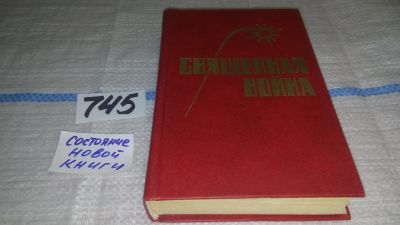 СВЯЩЕННАЯ
ВОЙНА
745
СОСТОЯНИЕ
НОВОЙ
КНИГИ